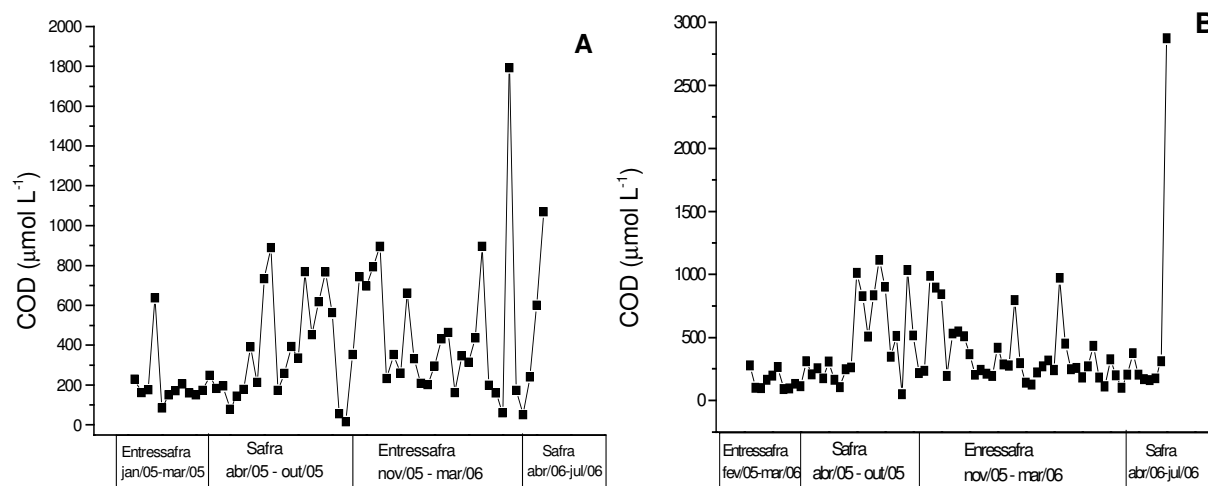 A
COD (µmol L-1)
2000
1800
1600
1400
1200
1000
800
600
400
200
0
Entressafra
jan/05-mar/05
Safra
abr/05 - out/05
Entressafra
nov/05 - mar/06
Safra
abr/06-jul/06
B
COD (µmol L-1)
3000
2500
2000
1500
1000
500
0
Entressafra
fev/05-mar/06
Safra
abr/05 - out/05
Enressafra
nov/05 - mar/06
Safra
abr/06-jul/06